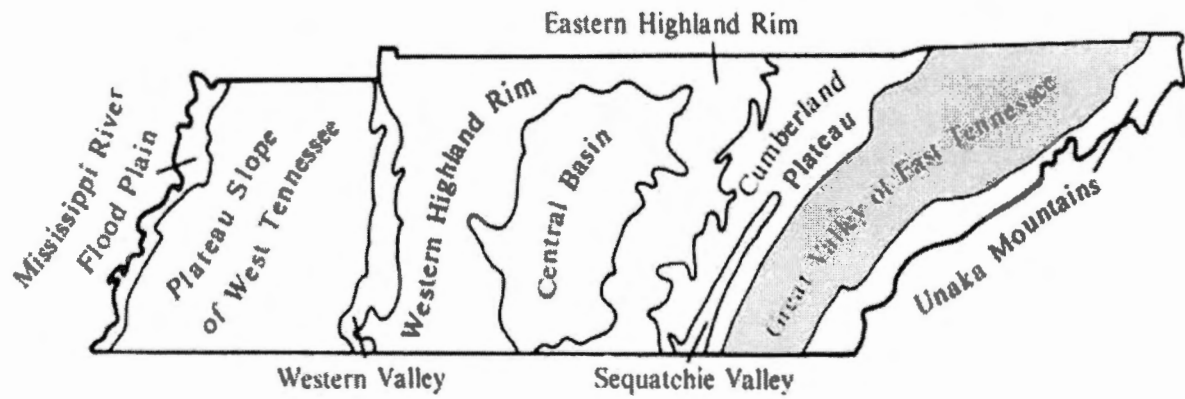 Eastern Highland Rim
Mississippi River
Flood Plain
Plateau Slope
of West Tennessee
Western Highland Rim
Central Basin
Cumberland
Plateau
Great Valley of East Tennessee
Unaka Mountains
Western Valley
Sequatchie Valley